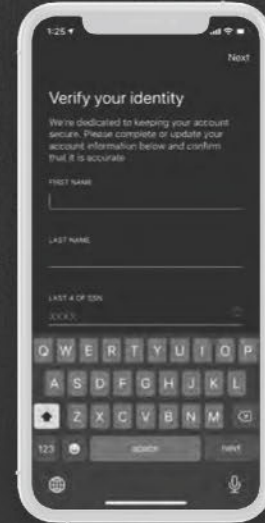 1:25
Next
Verify your identity
We're dedicated to keeping your account
secure. Please complete or update your
account information below and confirm
that it is accurate
FIRST NAME
LAST NAME
LAST 4 OF SSN
XXXX
Q W E R T Y U I O P
A S D F G H J K L
Z X C V B N M
123 space next